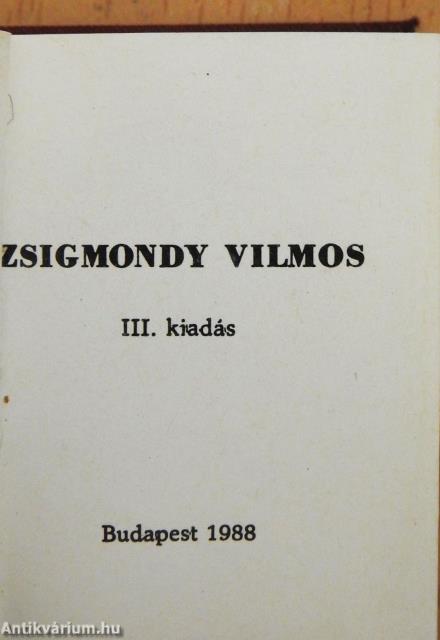 ZSIGMONDY VILMOS
III. kiadás
Budapest 1988
Antikvárium.hu